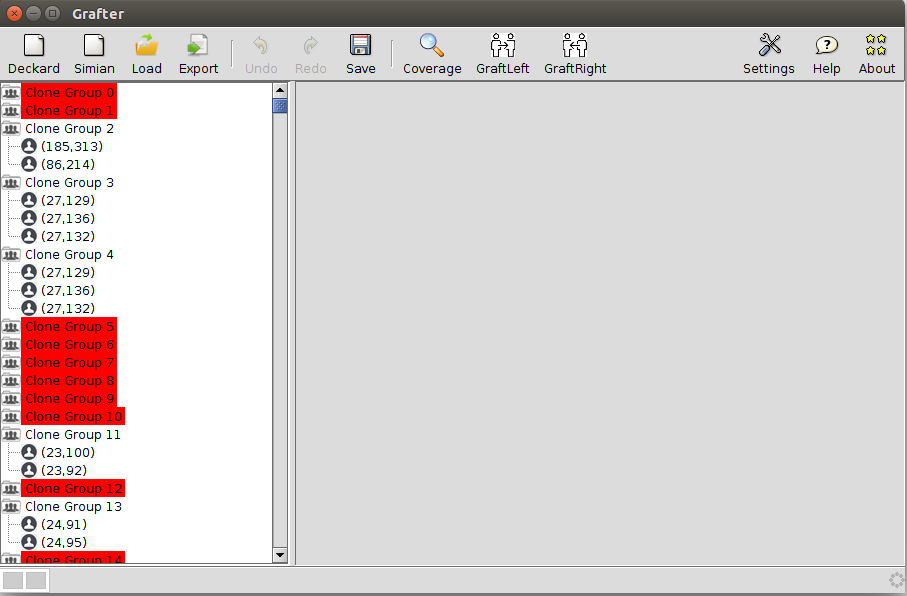 Grafter
Deckard Simian Load Export Undo Redo Save Coverage GraftLeft GraftRight Settings Help About
Clone Group 0
Clone Group 1
Clone Group 2
(185,313)
(86,214)
Clone Group 3
(27,129)
(27,136)
(27,132)
Clone Group 4
(27,129)
(27,136)
(27,132)
Clone Group 5
Clone Group 6
Clone Group 7
Clone Group 8
Clone Group 9
Clone Group 10
Clone Group 11
(23,100)
(23,92)
Clone Group 12
Clone Group 13
(24,91)
(24,95)
Clone Group 14